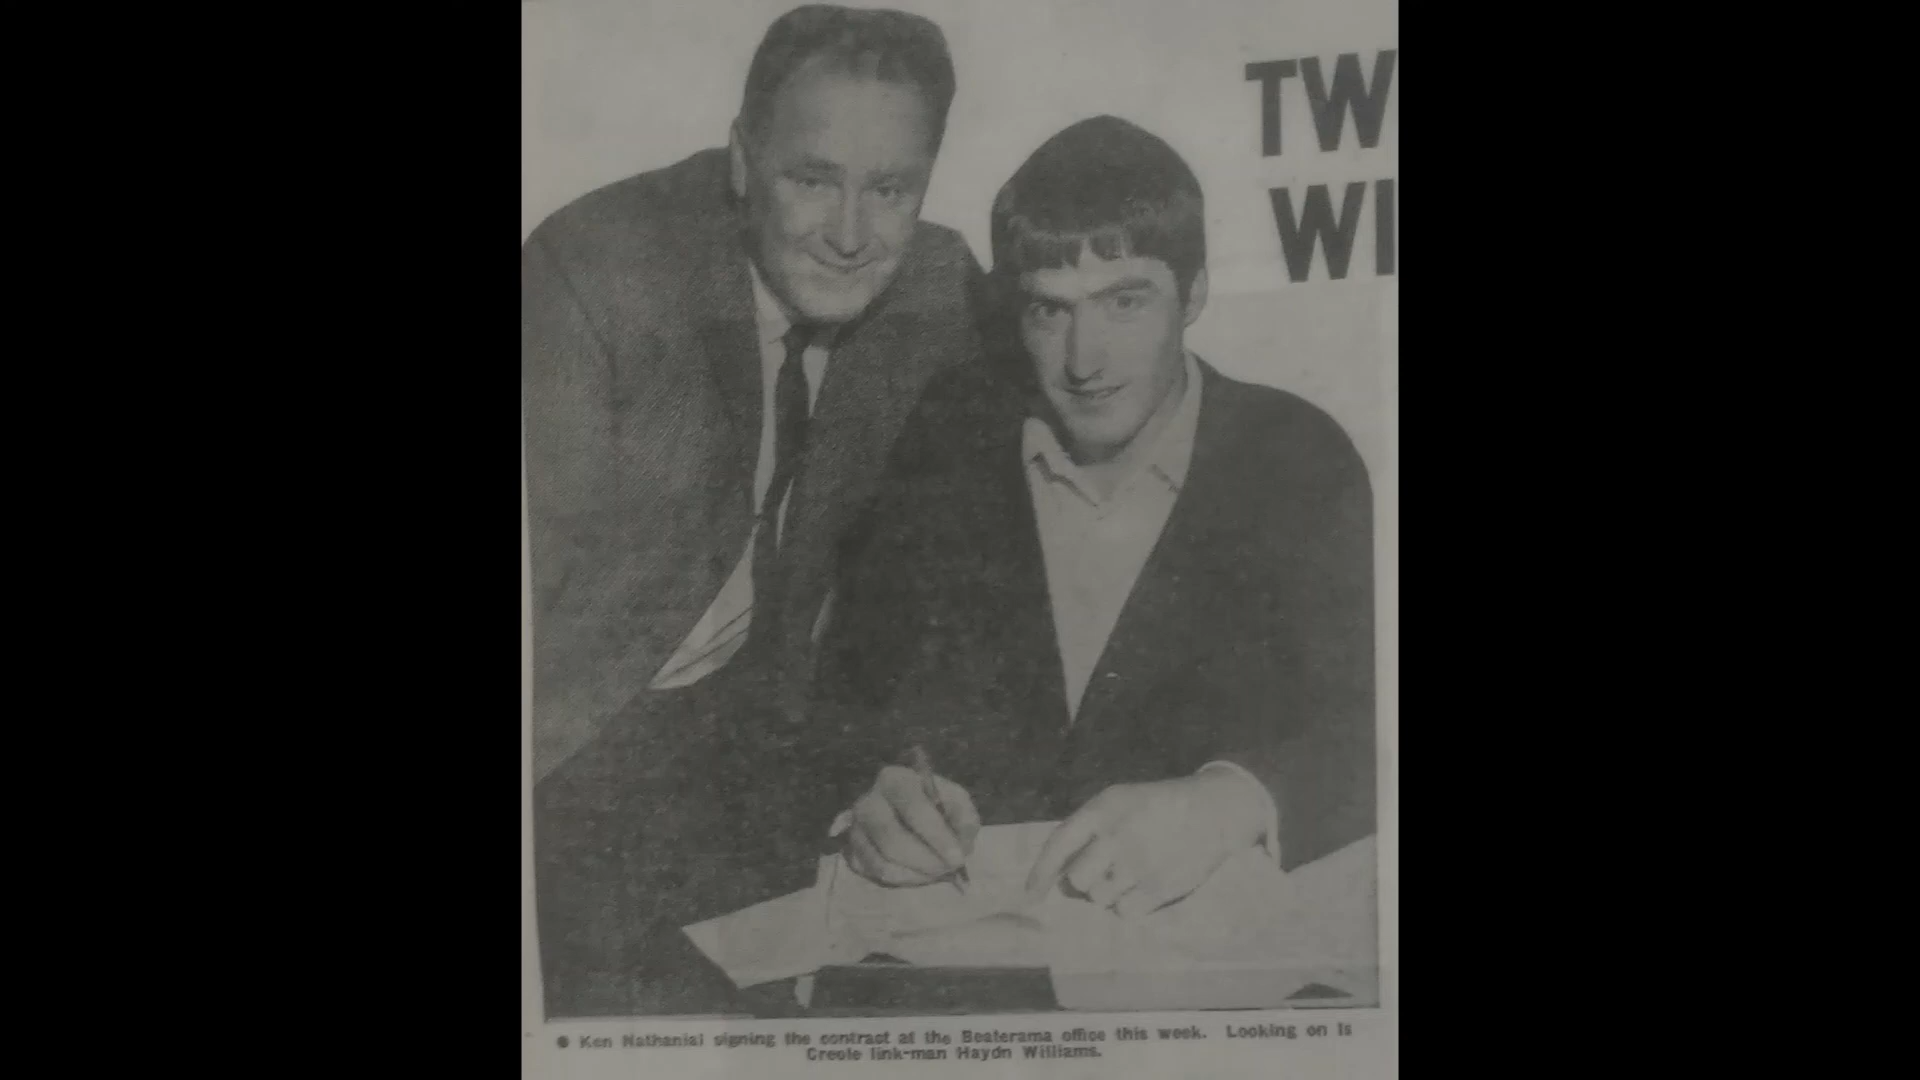 TW
WI
● Ken Nathanial signing the contract at the Beaterama office this week. Looking on is
Creole link-man Haydn Williams.